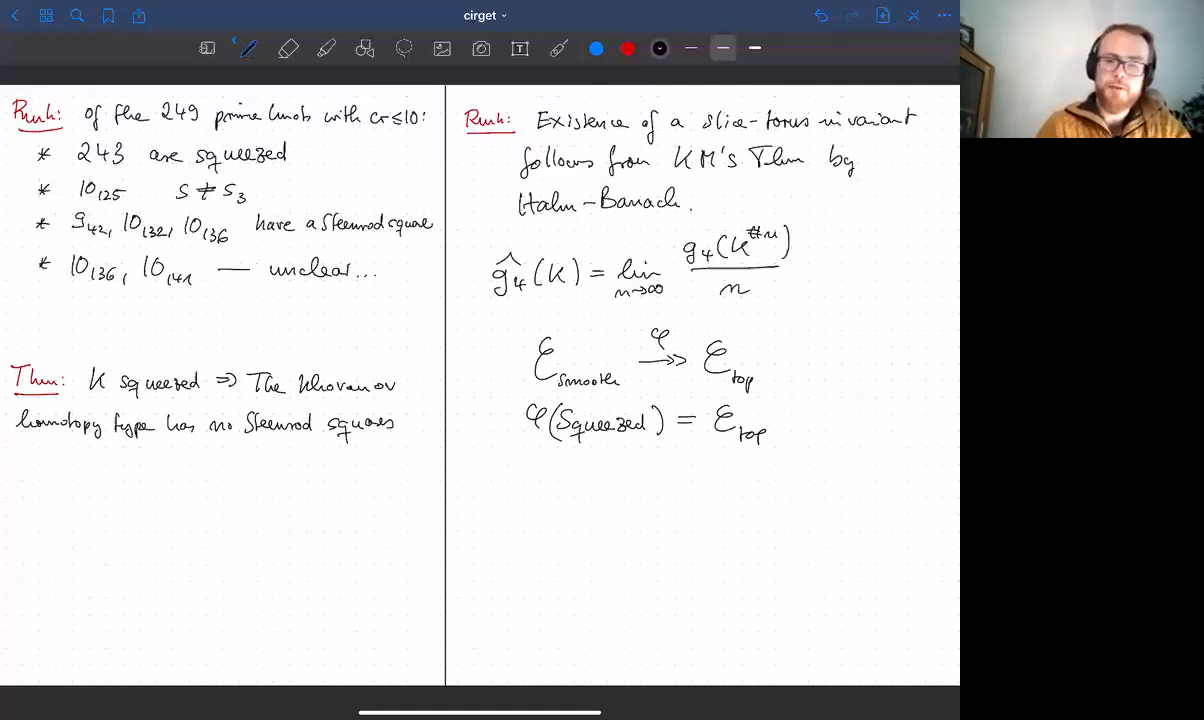 cirget
Rmk: of the 249 prime knots with cr ≤ 10:
* 243 are squeezed
* 10₁₂₅ s ≠ s₃
* 9₄₂, 10₁₃₂, 10₁₃₆ have a Steenrod square
* 10₁₃₆, 10₁₄₁ — unclear...
Thm: K squeezed ⇒ The Khovanov
homotopy type has no Steenrod squares
Rmk: Existence of a slice-torus invariant
follows from KM's Thm by
Hahn-Banach.
ĝ₄(K) = lim_{n→∞} g₄(K^{#n}) / n
𝓔_smooth —φ↠ 𝓔_top
φ(Squeezed) = 𝓔_top